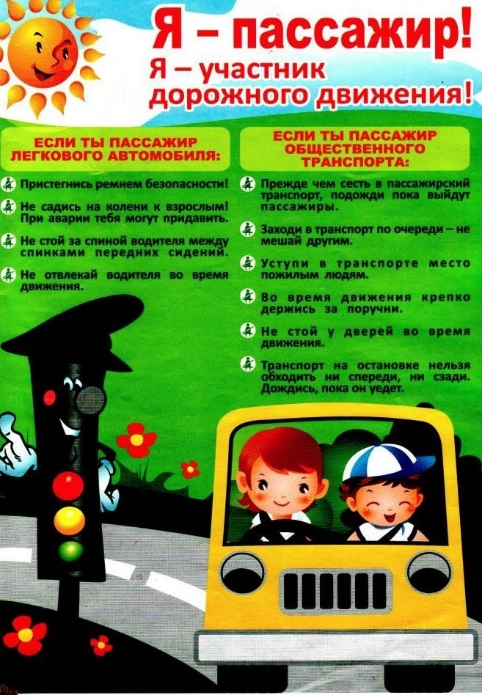 Я – пассажир!
Я – участник
дорожного движения!
ЕСЛИ ТЫ ПАССАЖИР
ЛЕГКОВОГО АВТОМОБИЛЯ:
Пристегнись ремнем безопасности!
Не садись на колени к взрослым!
При аварии тебя могут придавить.
Не стой за спиной водителя между
спинками передних сидений.
Не отвлекай водителя во время
движения.
ЕСЛИ ТЫ ПАССАЖИР
ОБЩЕСТВЕННОГО
ТРАНСПОРТА:
Прежде чем сесть в пассажирский
транспорт, подожди пока выйдут
пассажиры.
Заходи в транспорт по очереди – не
мешай другим.
Уступи в транспорте место
пожилым людям.
Во время движения крепко
держись за поручни.
Не стой у дверей во время
движения.
Транспорт на остановке нельзя
обходить ни спереди, ни сзади.
Дождись, пока он уедет.